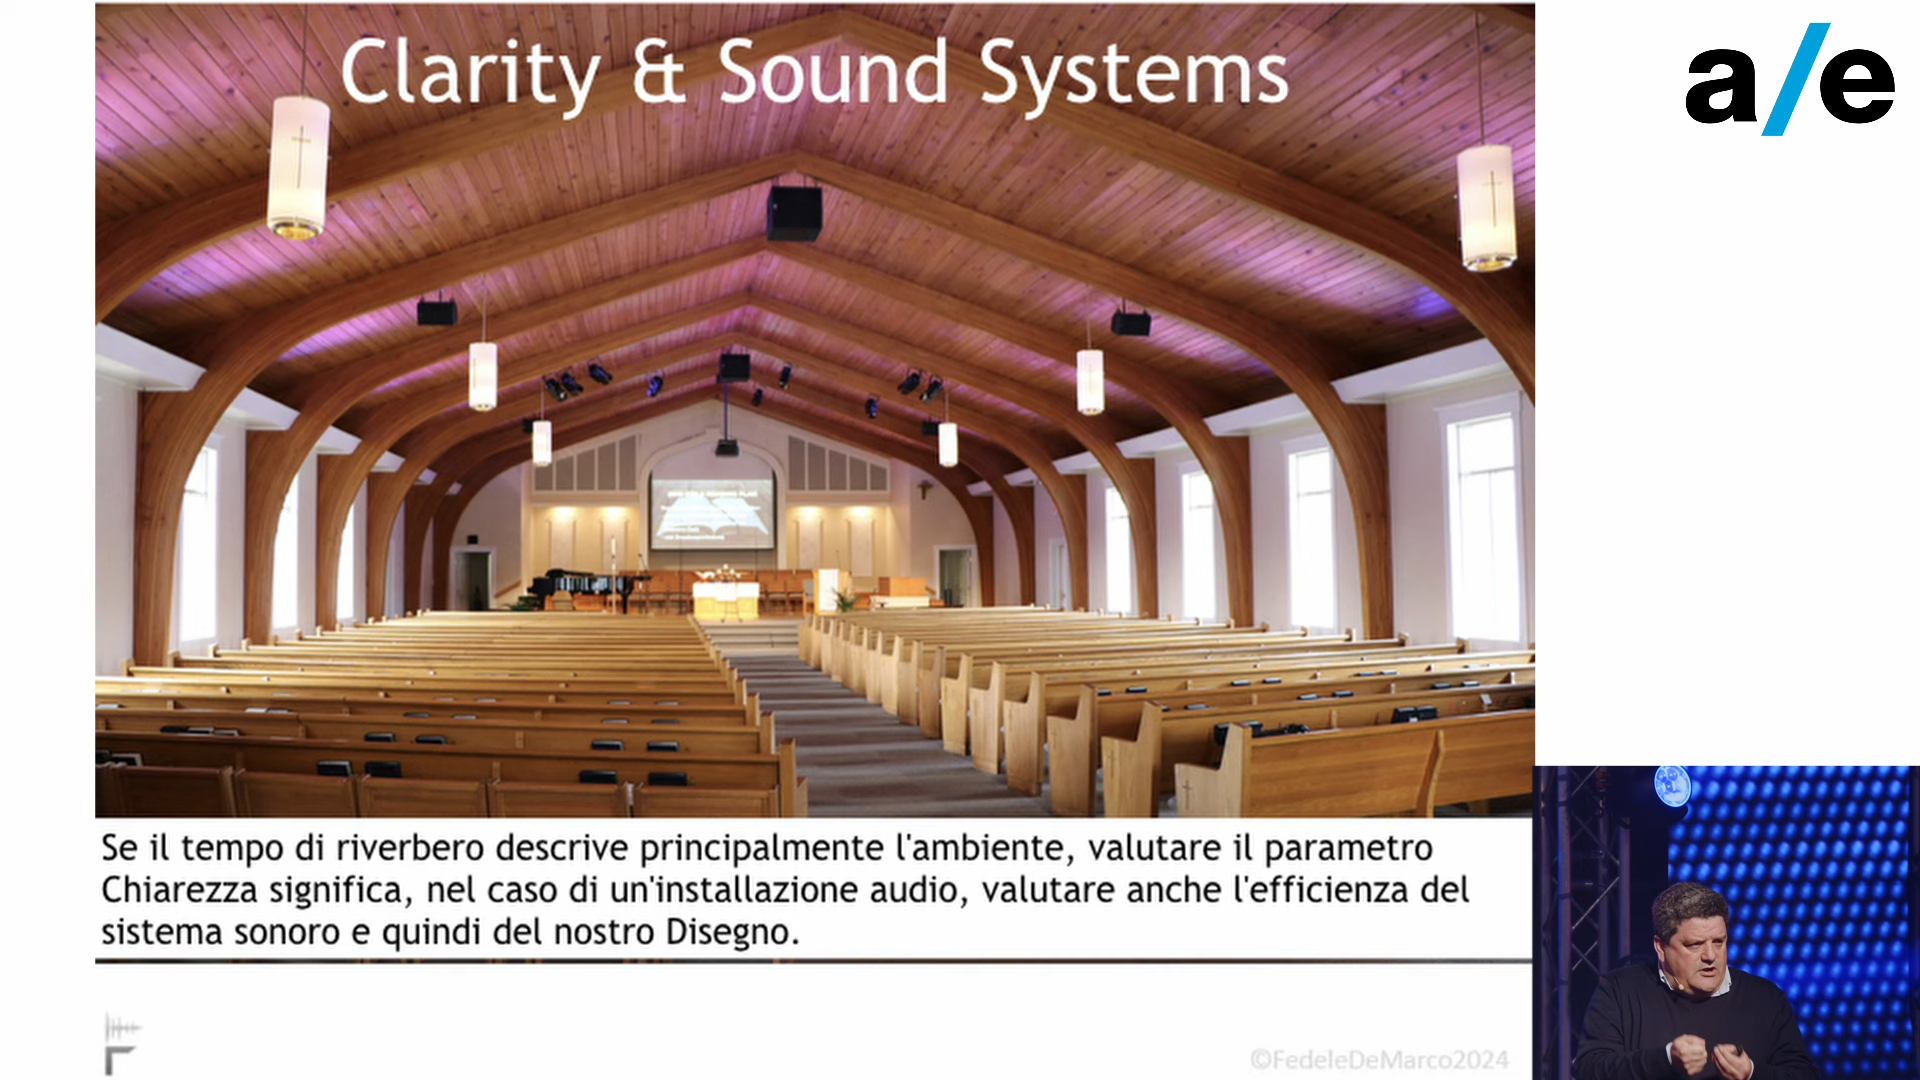 Clarity & Sound Systems
a/e
Se il tempo di riverbero descrive principalmente l'ambiente, valutare il parametro
Chiarezza significa, nel caso di un'installazione audio, valutare anche l'efficienza del
sistema sonoro e quindi del nostro Disegno.
©FedeleDeMarco2024